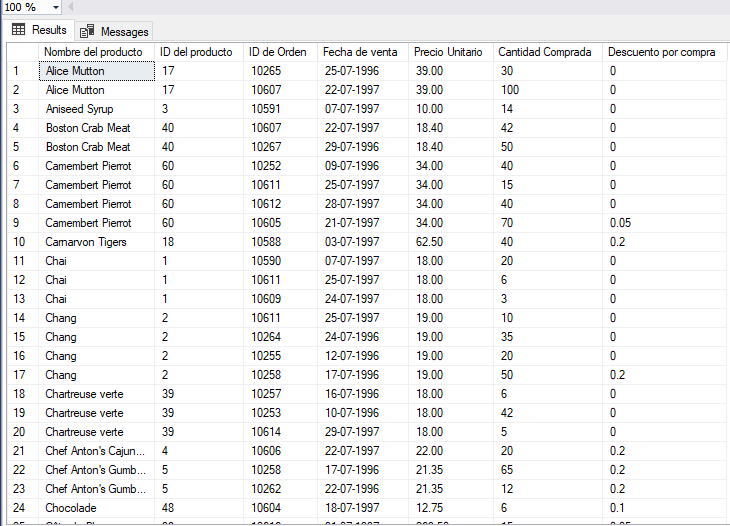 100 %
Results Messages
Nombre del producto ID del producto ID de Orden Fecha de venta Precio Unitario Cantidad Comprada Descuento por compra
1 Alice Mutton 17 10265 25-07-1996 39.00 30 0
2 Alice Mutton 17 10607 22-07-1997 39.00 100 0
3 Aniseed Syrup 3 10591 07-07-1997 10.00 14 0
4 Boston Crab Meat 40 10607 22-07-1997 18.40 42 0
5 Boston Crab Meat 40 10267 29-07-1996 18.40 50 0
6 Camembert Pierrot 60 10252 09-07-1996 34.00 40 0
7 Camembert Pierrot 60 10611 25-07-1997 34.00 15 0
8 Camembert Pierrot 60 10612 28-07-1997 34.00 40 0
9 Camembert Pierrot 60 10605 21-07-1997 34.00 70 0.05
10 Carnarvon Tigers 18 10588 03-07-1997 62.50 40 0.2
11 Chai 1 10590 07-07-1997 18.00 20 0
12 Chai 1 10611 25-07-1997 18.00 6 0
13 Chai 1 10609 24-07-1997 18.00 3 0
14 Chang 2 10611 25-07-1997 19.00 10 0
15 Chang 2 10264 24-07-1996 19.00 35 0
16 Chang 2 10255 12-07-1996 19.00 20 0
17 Chang 2 10258 17-07-1996 19.00 50 0.2
18 Chartreuse verte 39 10257 16-07-1996 18.00 6 0
19 Chartreuse verte 39 10253 10-07-1996 18.00 42 0
20 Chartreuse verte 39 10614 29-07-1997 18.00 5 0
21 Chef Anton's Cajun... 4 10606 22-07-1997 22.00 20 0.2
22 Chef Anton's Gumb... 5 10258 17-07-1996 21.35 65 0.2
23 Chef Anton's Gumb... 5 10262 22-07-1996 21.35 12 0.2
24 Chocolade 48 10604 18-07-1997 12.75 6 0.1